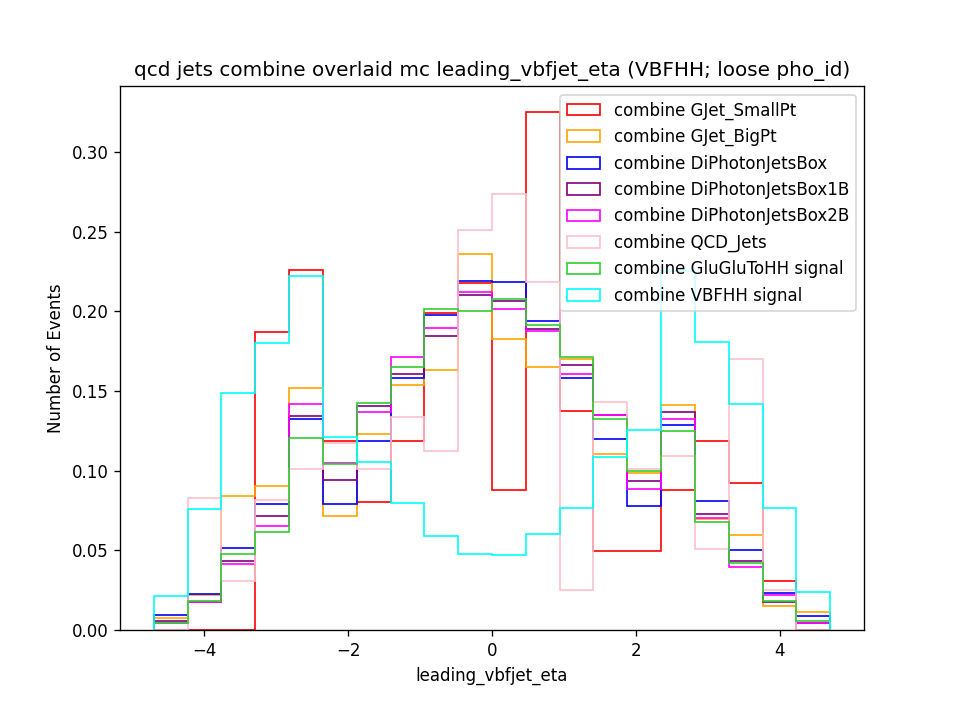 qcd jets combine overlaid mc leading_vbfjet_eta (VBFHH; loose pho_id)
combine GJet_SmallPt
combine GJet_BigPt
combine DiPhotonJetsBox
combine DiPhotonJetsBox1B
combine DiPhotonJetsBox2B
combine QCD_Jets
combine GluGluToHH signal
combine VBFHH signal
Number of Events
0.30
0.25
0.20
0.15
0.10
0.05
0.00
−4
−2
0
2
4
leading_vbfjet_eta